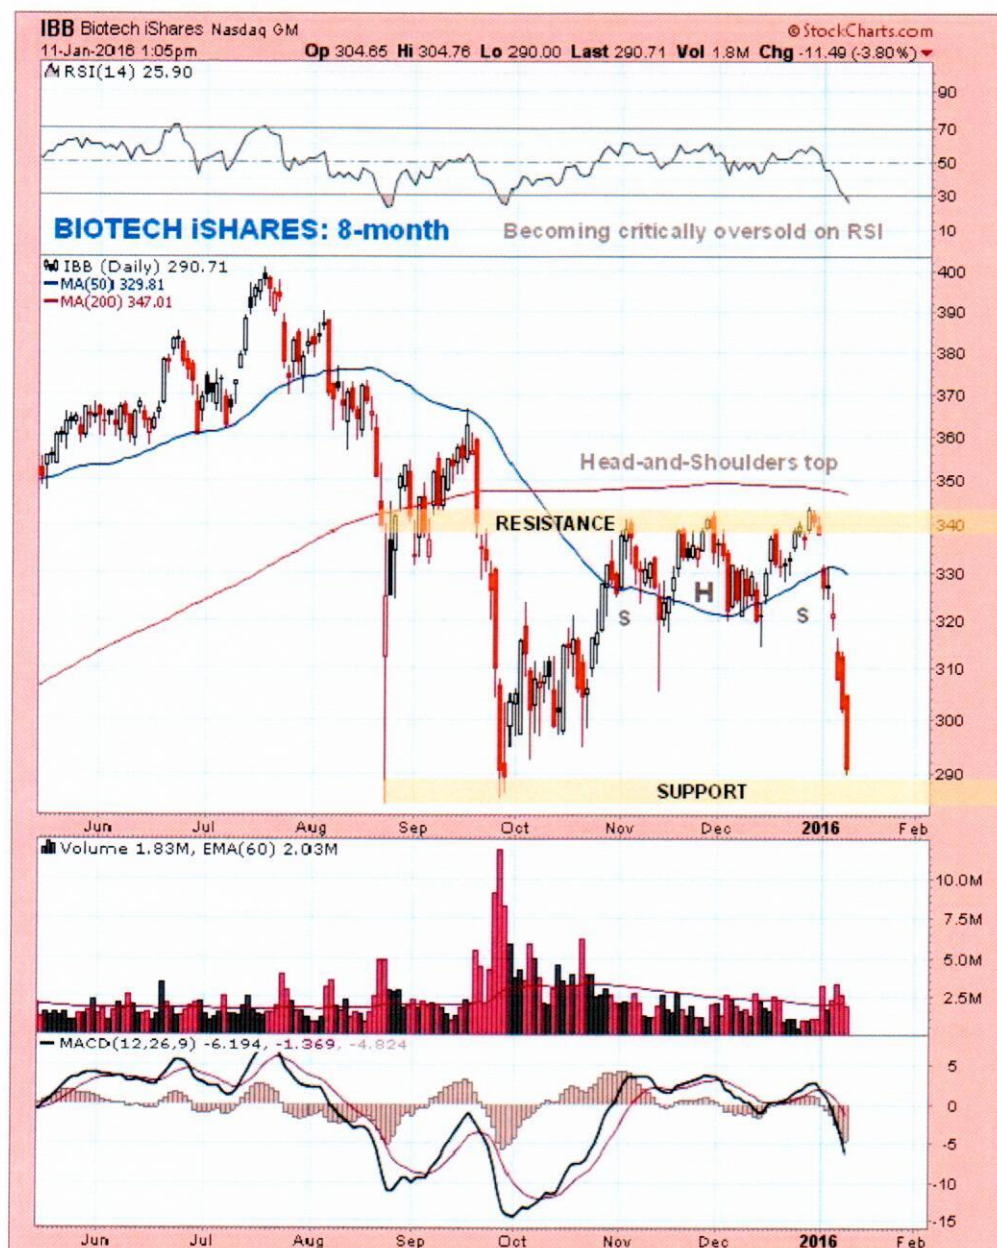 IBB Biotech iShares Nasdaq GM © StockCharts.com
11-Jan-2016 1:05pm Op 304.65 Hi 304.76 Lo 290.00 Last 290.71 Vol 1.8M Chg -11.49 (-3.80%)
RSI(14) 25.90
90
70
50
30
10
BIOTECH iSHARES: 8-month Becoming critically oversold on RSI
IBB (Daily) 290.71
MA(50) 329.81
MA(200) 347.01
400
390
380
370
360
350
340
330
320
310
300
290
Head-and-Shoulders top
RESISTANCE
H
S
S
SUPPORT
Jun Jul Aug Sep Oct Nov Dec 2016 Feb
Volume 1.83M, EMA(60) 2.03M
10.0M
7.5M
5.0M
2.5M
MACD(12,26,9) -6.194, -1.369, -4.824
5
0
-5
-10
-15
Jun Jul Aug Sep Oct Nov Dec 2016 Feb